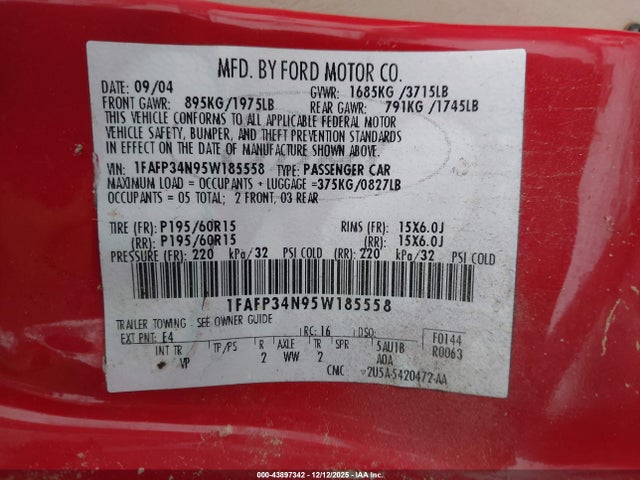 MFD. BY FORD MOTOR CO.
DATE: 09/04 GVWR: 1685KG /3715LB
FRONT GAWR: 895KG/1975LB REAR GAWR: 791KG /1745LB
THIS VEHICLE CONFORMS TO ALL APPLICABLE FEDERAL MOTOR
VEHICLE SAFETY, BUMPER, AND THEFT PREVENTION STANDARDS
IN EFFECT ON THE DATE OF MANUFACTURE SHOWN ABOVE.
VIN: 1FAFP34N95W185558 TYPE: PASSENGER CAR
MAXIMUM LOAD = OCCUPANTS + LUGGAGE =375KG/0827LB
OCCUPANTS = 05 TOTAL; 2 FRONT, 03 REAR
TIRE (FR): P195/60R15 RIMS (FR): 15X6.0J
(RR): P195/60R15 (RR): 15X6.0J
PRESSURE (FR): 220 kPa/32 PSI COLD (RR): 220 kPa/32 PSI COLD
1FAFP34N95W185558
TRAILER TOWING - SEE OWNER GUIDE
EXT PNT: E4 RC: 16 DSO: F0144
INT TR TP/PS R AXLE TR SPR 5AU1B R0063
VP 2 WW 2 A0A
CMC 2U5A-5420472-AA
000-43897342 - 12/12/2025 - IAAI.COM